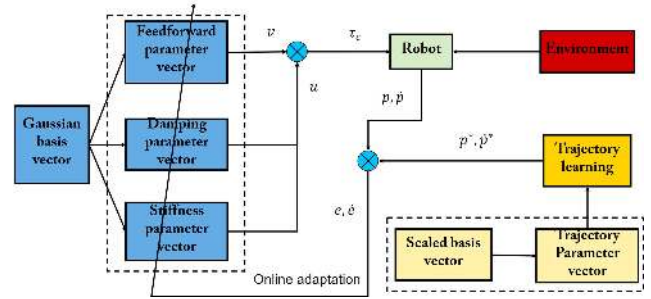 Feedforward
parameter
vector
v
τc
Robot
Environment
u
p, ṗ
Gaussian
basis
vector
Damping
parameter
vector
p*, ṗ*
Trajectory
learning
Stiffness
parameter
vector
e, ė
Scaled basis
vector
Trajectory
Parameter
vector
Online adaptation